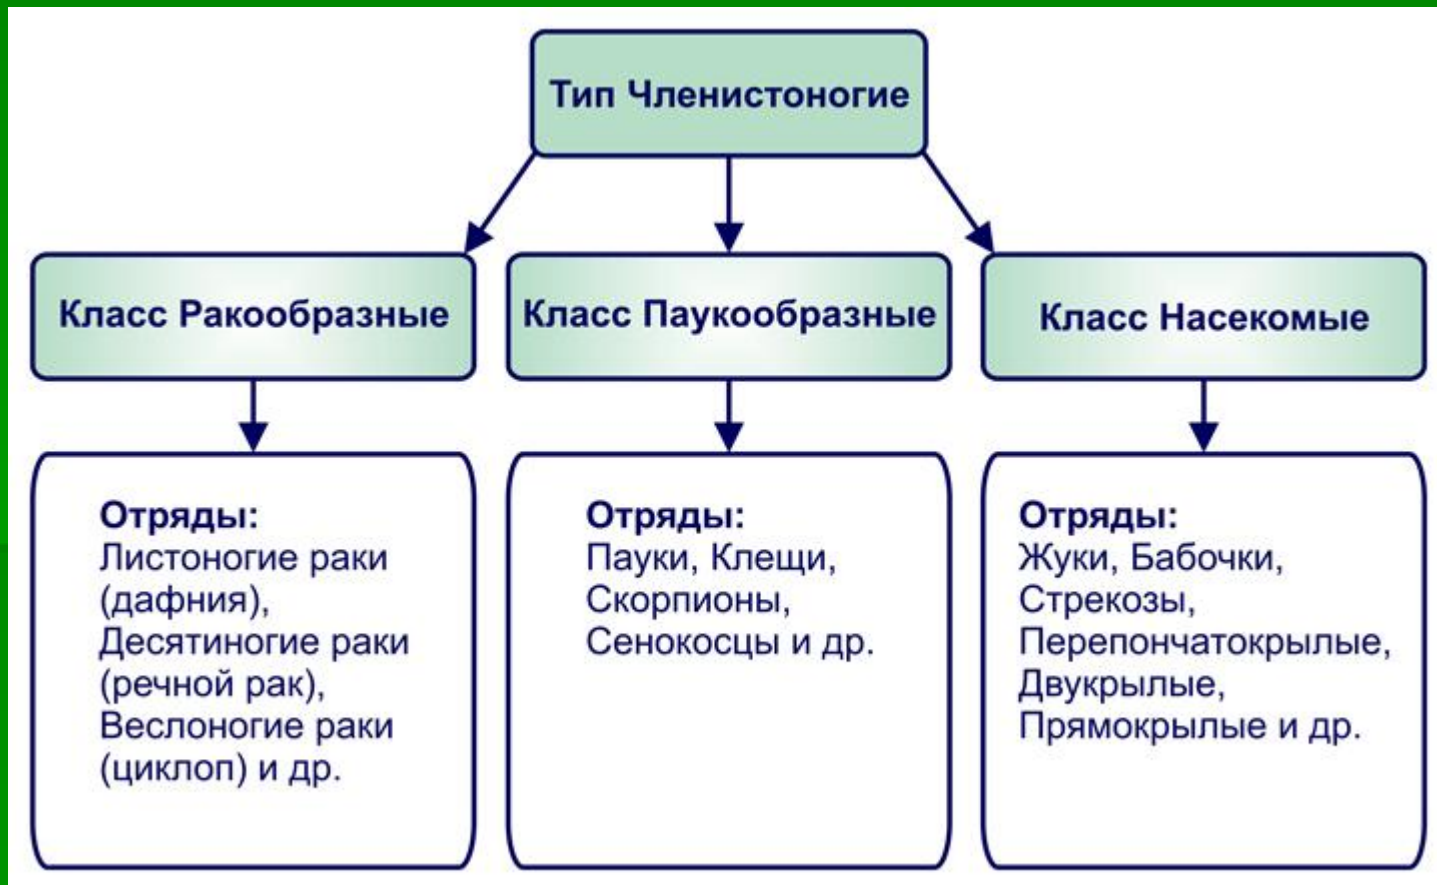 Тип Членистоногие
Класс Ракообразные
Класс Паукообразные
Класс Насекомые
Отряды:
Листоногие раки
(дафния),
Десятиногие раки
(речной рак),
Веслоногие раки
(циклоп) и др.
Отряды:
Пауки, Клещи,
Скорпионы,
Сенокосцы и др.
Отряды:
Жуки, Бабочки,
Стрекозы,
Перепончатокрылые,
Двукрылые,
Прямокрылые и др.